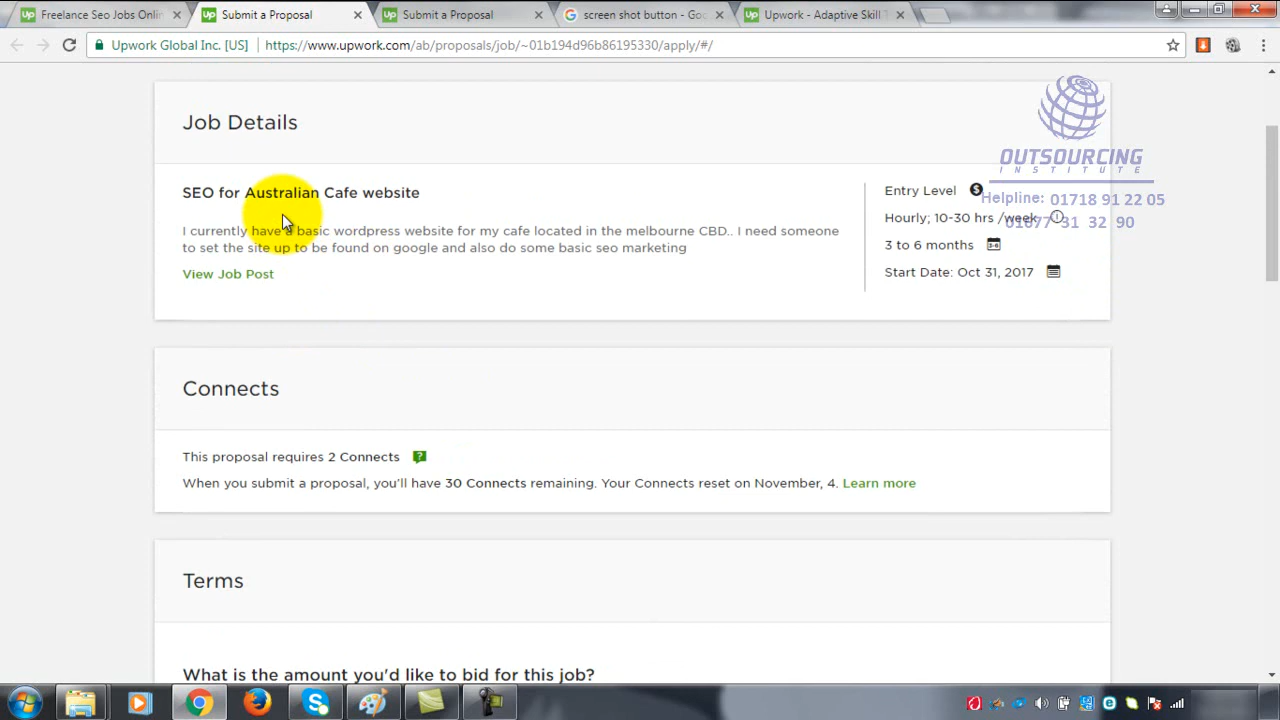 Freelance Seo Jobs Onlin
Submit a Proposal
Submit a Proposal
screen shot button - Goo
Upwork - Adaptive Skill T
Upwork Global Inc. [US]
https://www.upwork.com/ab/proposals/job/~01b194d96b86195330/apply/#/
Job Details
OUTSOURCING
INSTITUTE
Helpline: 01718 91 22 05
01677 31 32 90
SEO for Australian Cafe website
I currently have a basic wordpress website for my cafe located in the melbourne CBD.. I need someone
to set the site up to be found on google and also do some basic seo marketing
View Job Post
Entry Level
Hourly; 10-30 hrs /week
3 to 6 months
Start Date: Oct 31, 2017
Connects
This proposal requires 2 Connects
When you submit a proposal, you'll have 30 Connects remaining. Your Connects reset on November, 4. Learn more
Terms
What is the amount you'd like to bid for this job?